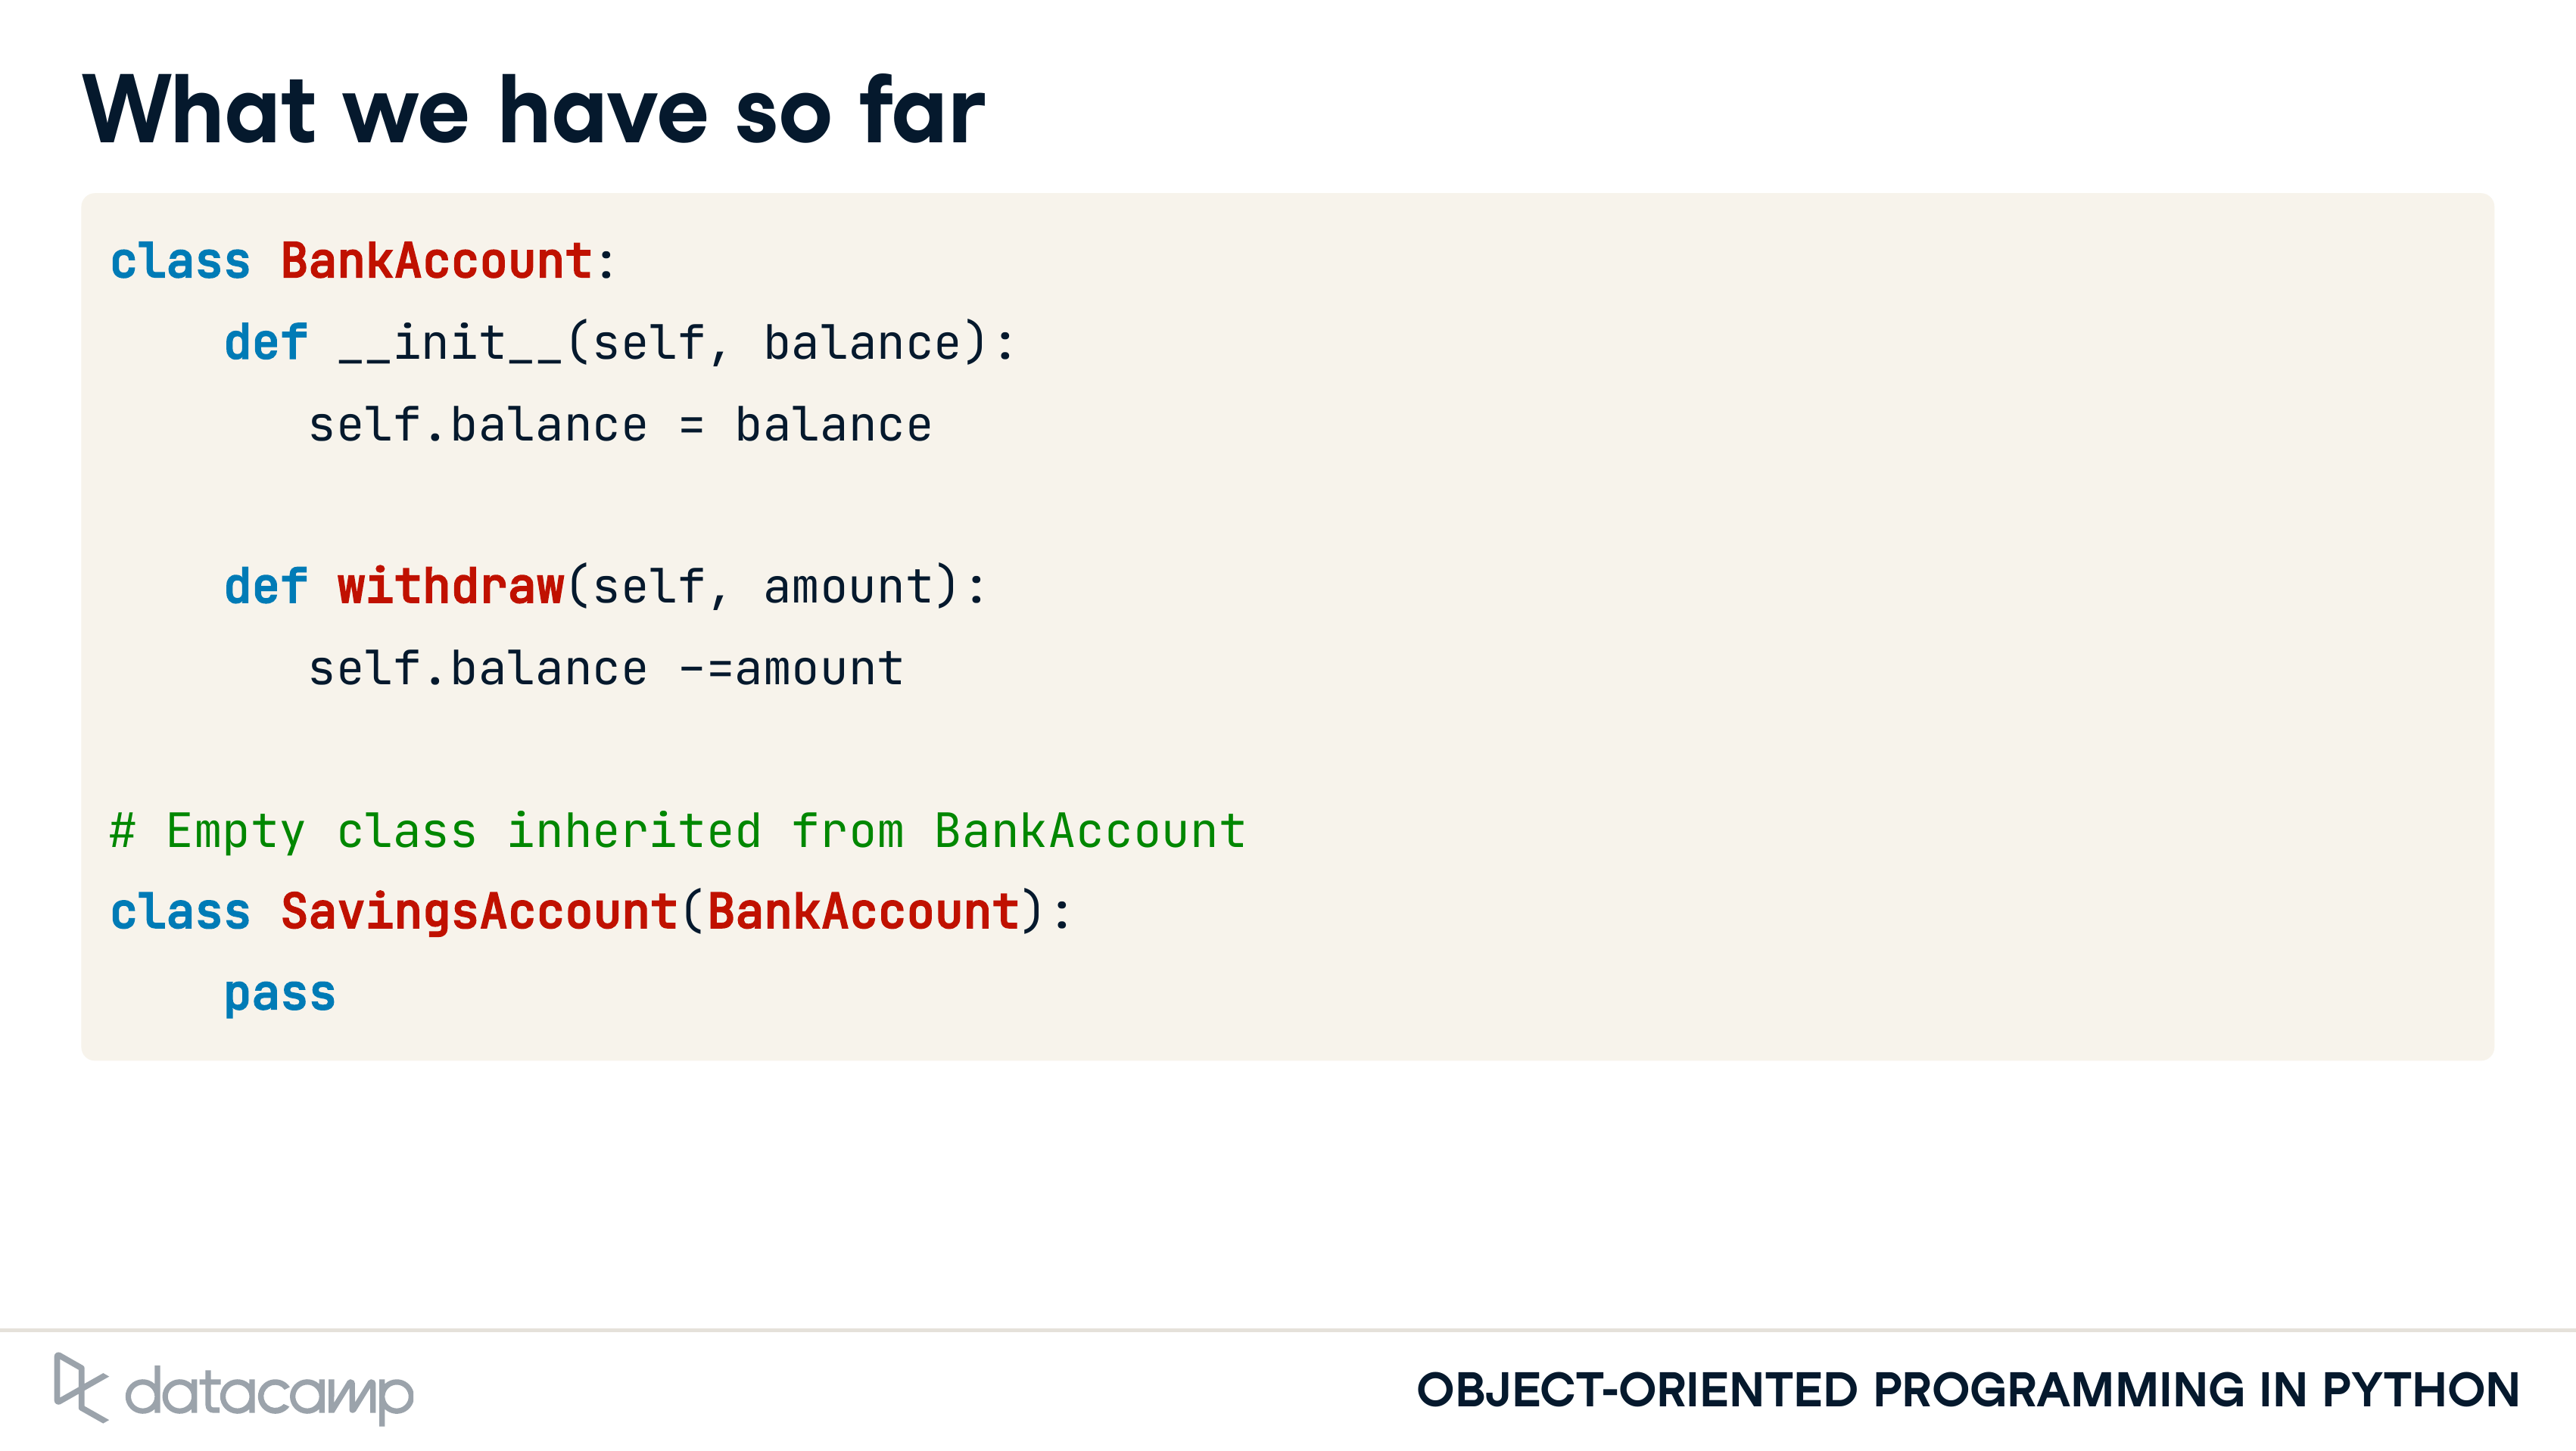 What we have so far
class BankAccount:
    def __init__(self, balance):
       self.balance = balance
    def withdraw(self, amount):
       self.balance -=amount
# Empty class inherited from BankAccount
class SavingsAccount(BankAccount):
    pass
datacamp
OBJECT-ORIENTED PROGRAMMING IN PYTHON